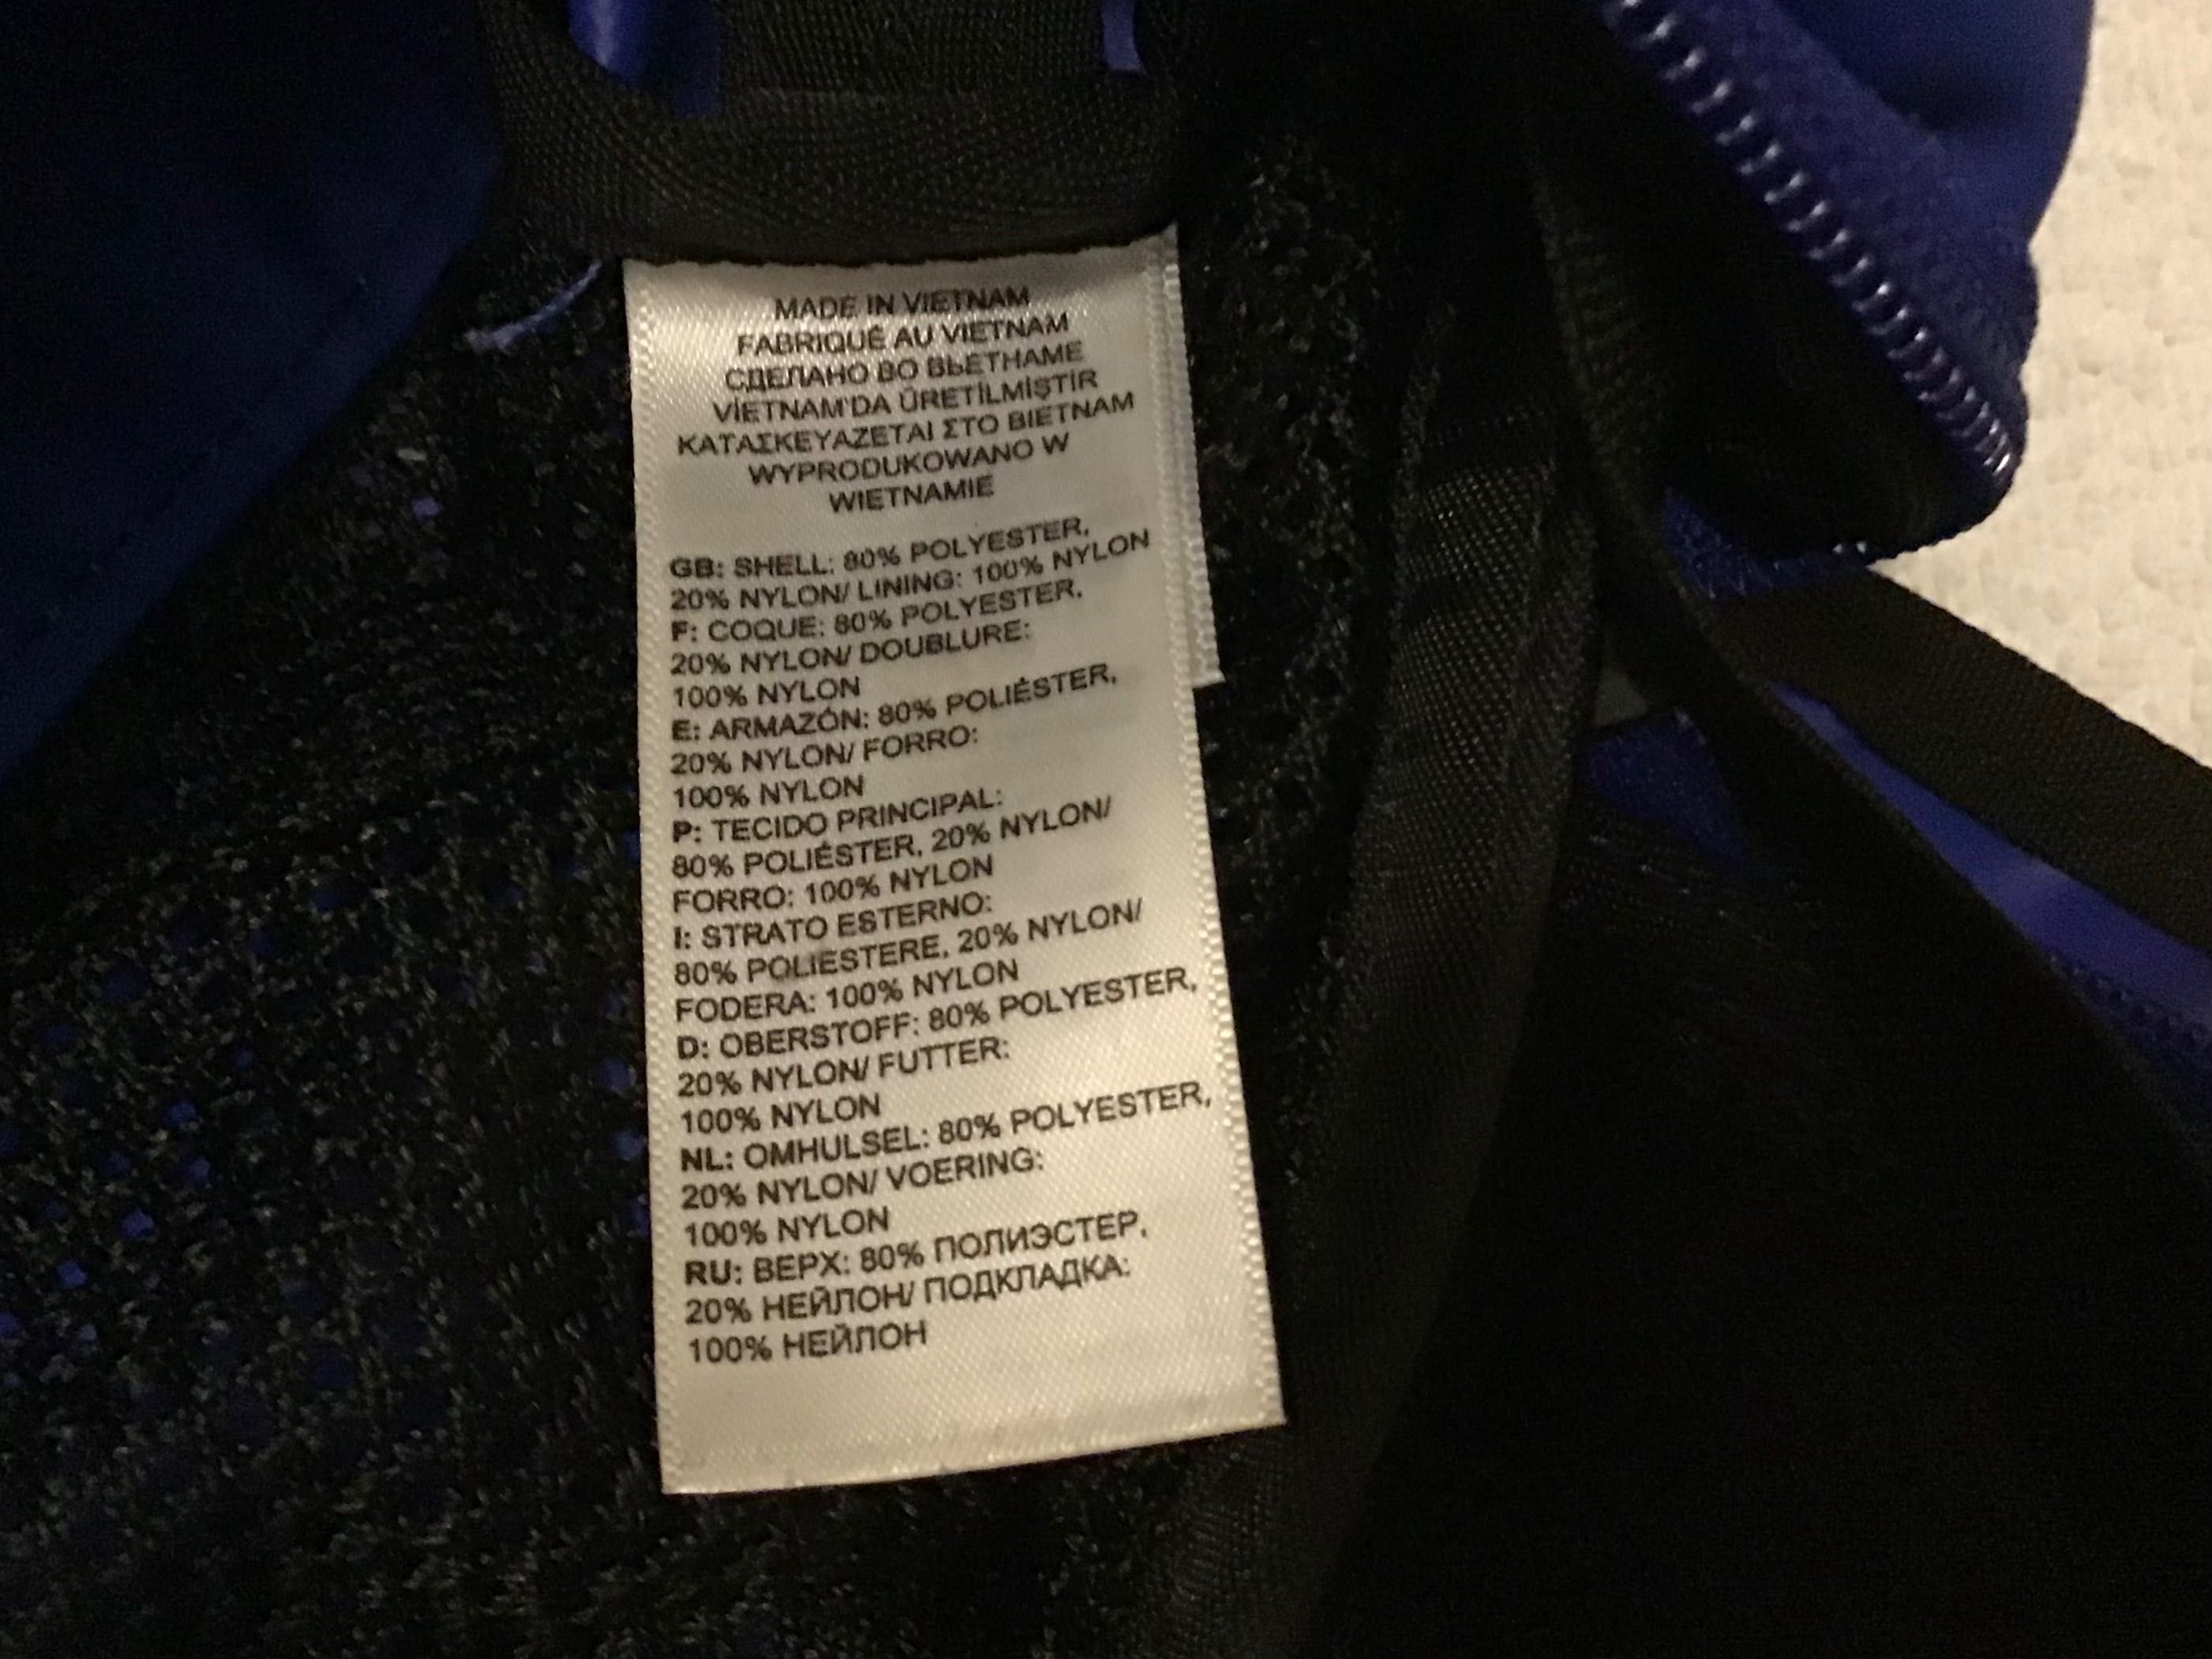 MADE IN VIETNAM
FABRIQUÉ AU VIETNAM
СДЕЛАНО ВО ВЬЕТНАМЕ
VİETNAM'DA ÜRETİLMİŞTİR
ΚΑΤΑΣΚΕΥΑΖΕΤΑΙ ΣΤΟ ΒΙΕΤΝΑΜ
WYPRODUKOWANO W
WIETNAMIE
GB: SHELL: 80% POLYESTER,
20% NYLON/ LINING: 100% NYLON
F: COQUE: 80% POLYESTER,
20% NYLON/ DOUBLURE:
100% NYLON
E: ARMAZÓN: 80% POLIÉSTER,
20% NYLON/ FORRO:
100% NYLON
P: TECIDO PRINCIPAL:
80% POLIÉSTER, 20% NYLON/
FORRO: 100% NYLON
I: STRATO ESTERNO:
80% POLIESTERE, 20% NYLON/
FODERA: 100% NYLON
D: OBERSTOFF: 80% POLYESTER,
20% NYLON/ FUTTER:
100% NYLON
NL: OMHULSEL: 80% POLYESTER,
20% NYLON/ VOERING:
100% NYLON
RU: ВЕРХ: 80% ПОЛИЭСТЕР,
20% НЕЙЛОН/ ПОДКЛАДКА:
100% НЕЙЛОН